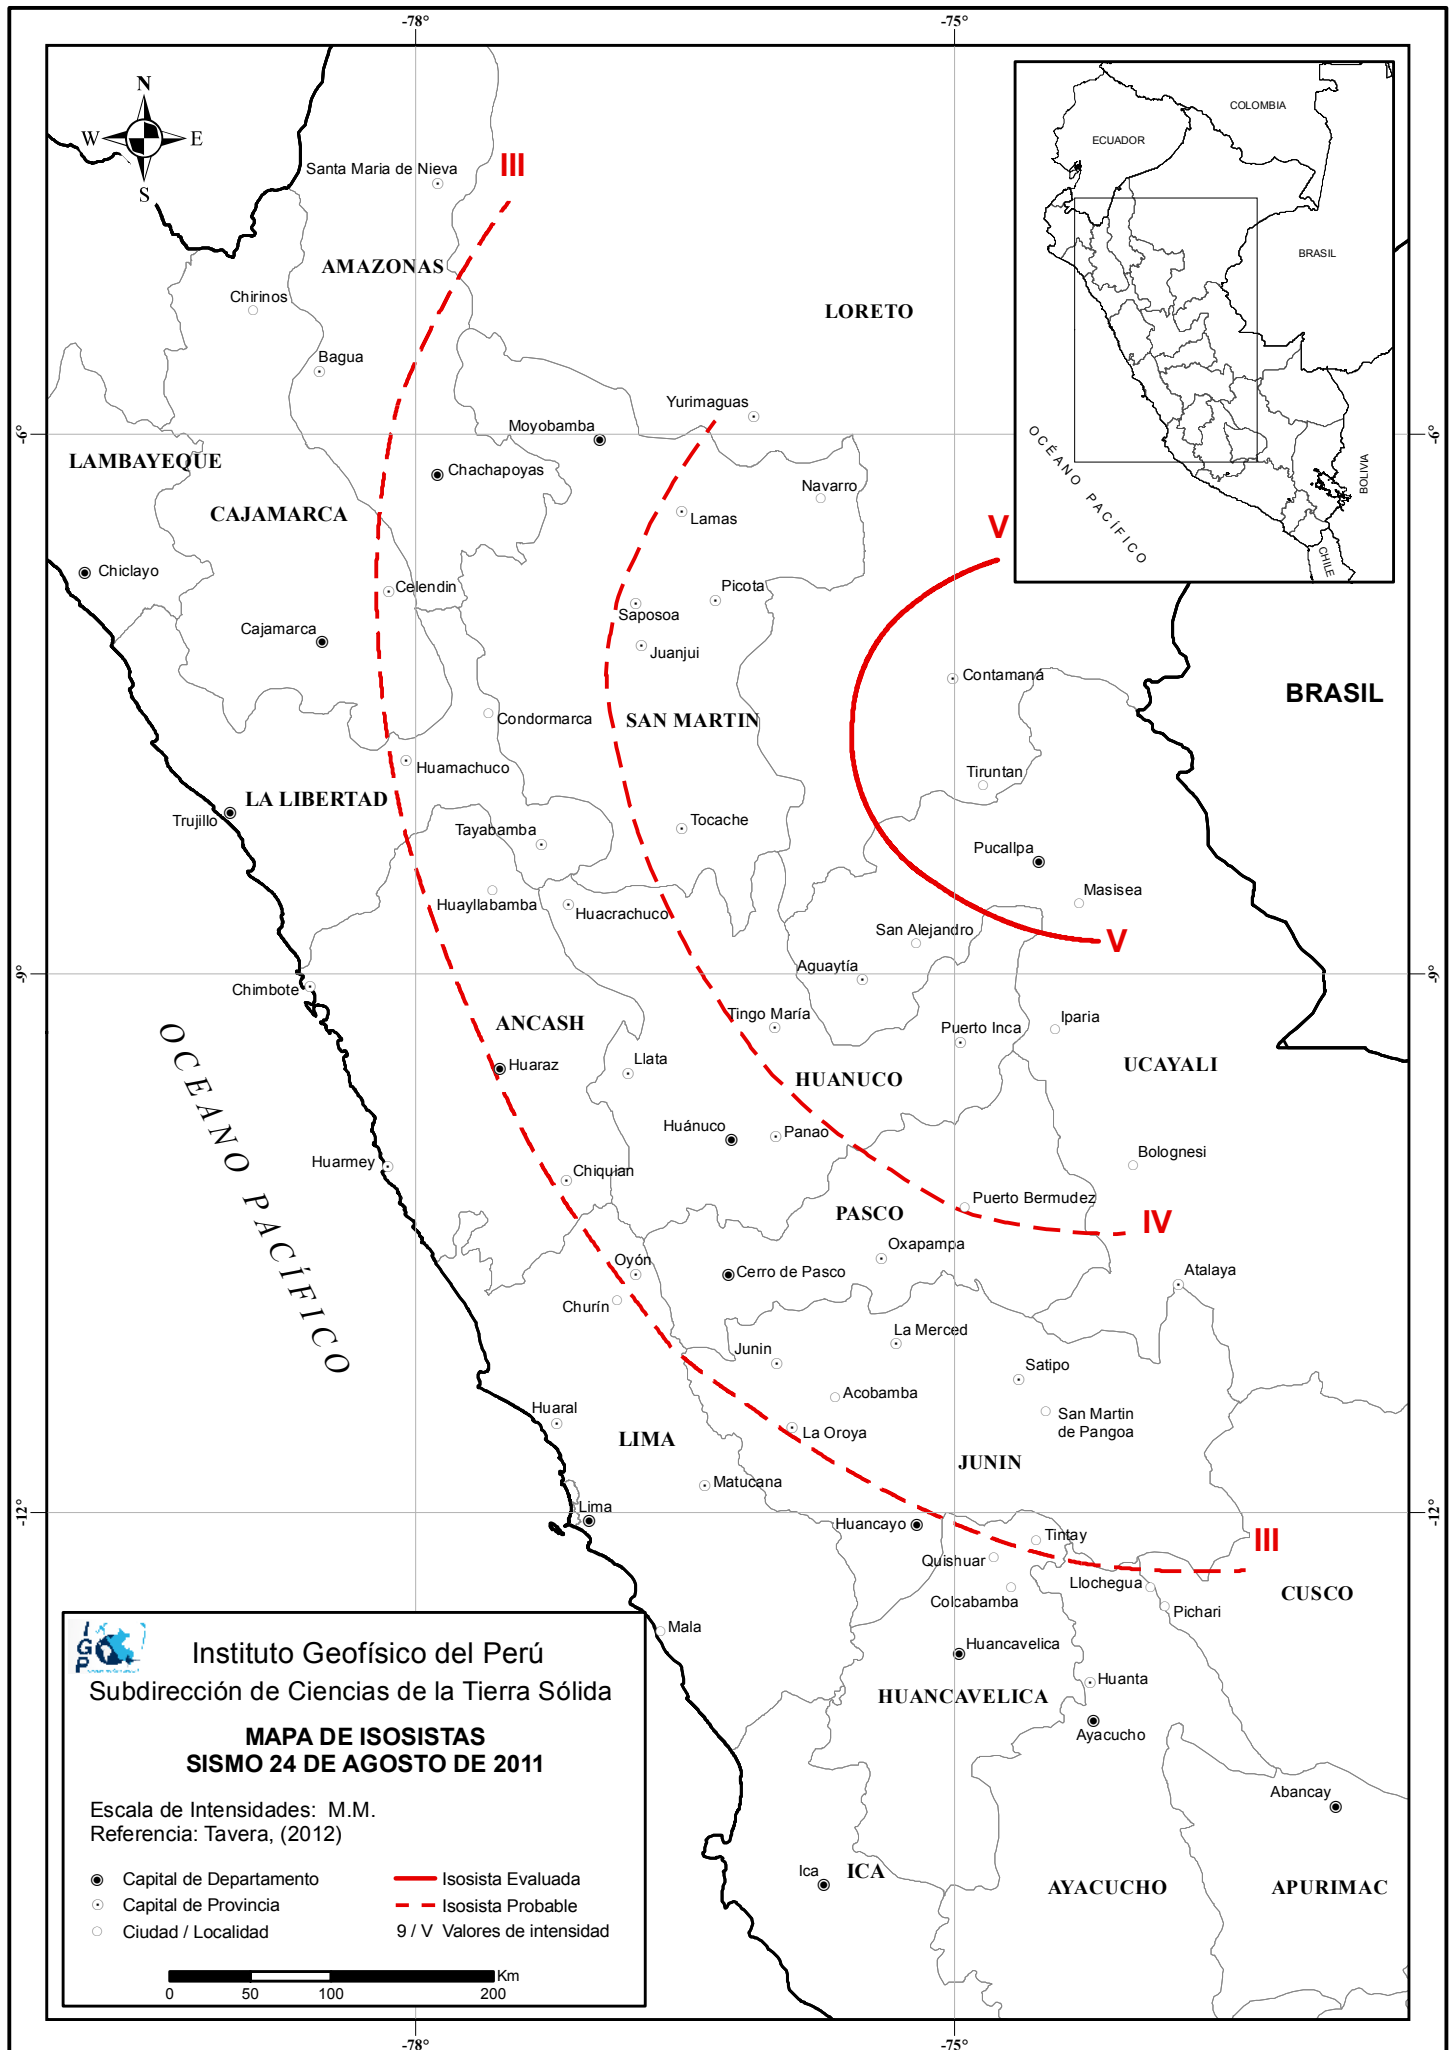 -78°
-75°
N
W
E
S
COLOMBIA
ECUADOR
BRASIL
BOLIVIA
OCÉANO PACÍFICO
CHILE
Santa Maria de Nieva
III
AMAZONAS
Chirinos
LORETO
Bagua
Yurimaguas
Moyobamba
-6°
-6°
LAMBAYEQUE
Chachapoyas
Navarro
CAJAMARCA
Lamas
V
Chiclayo
Celendin
Picota
Saposoa
Cajamarca
Juanjui
Contamaná
BRASIL
Condormarca
SAN MARTIN
Huamachuco
Tiruntan
LA LIBERTAD
Trujillo
Tayabamba
Tocache
Pucallpa
Masisea
Huayllabamba
Huacrachuco
San Alejandro
V
Aguaytía
-9°
-9°
Chimbote
Tingo María
ANCASH
Puerto Inca
Iparia
Huaraz
Llata
UCAYALI
HUANUCO
OCEANO PACÍFICO
Huánuco
Panao
Bolognesi
Huarmey
Chiquian
Puerto Bermudez
PASCO
IV
Oxapampa
Oyón
Cerro de Pasco
Atalaya
Churín
La Merced
Junin
Satipo
Acobamba
Huaral
San Martin
de Pangoa
La Oroya
LIMA
JUNIN
Matucana
Lima
-12°
-12°
Huancayo
Tintay
III
Quishuar
Llochegua
CUSCO
Colcabamba
Pichari
Mala
Huancavelica
Huanta
HUANCAVELICA
Ayacucho
Abancay
Ica
ICA
AYACUCHO
APURIMAC
IGP
Instituto Geofísico del Perú
Subdirección de Ciencias de la Tierra Sólida
MAPA DE ISOSISTAS
SISMO 24 DE AGOSTO DE 2011
Escala de Intensidades: M.M.
Referencia: Tavera, (2012)
Capital de Departamento
Isosista Evaluada
Capital de Provincia
Isosista Probable
Ciudad / Localidad
9 / V Valores de intensidad
Km
0 50 100 200
-78°
-75°